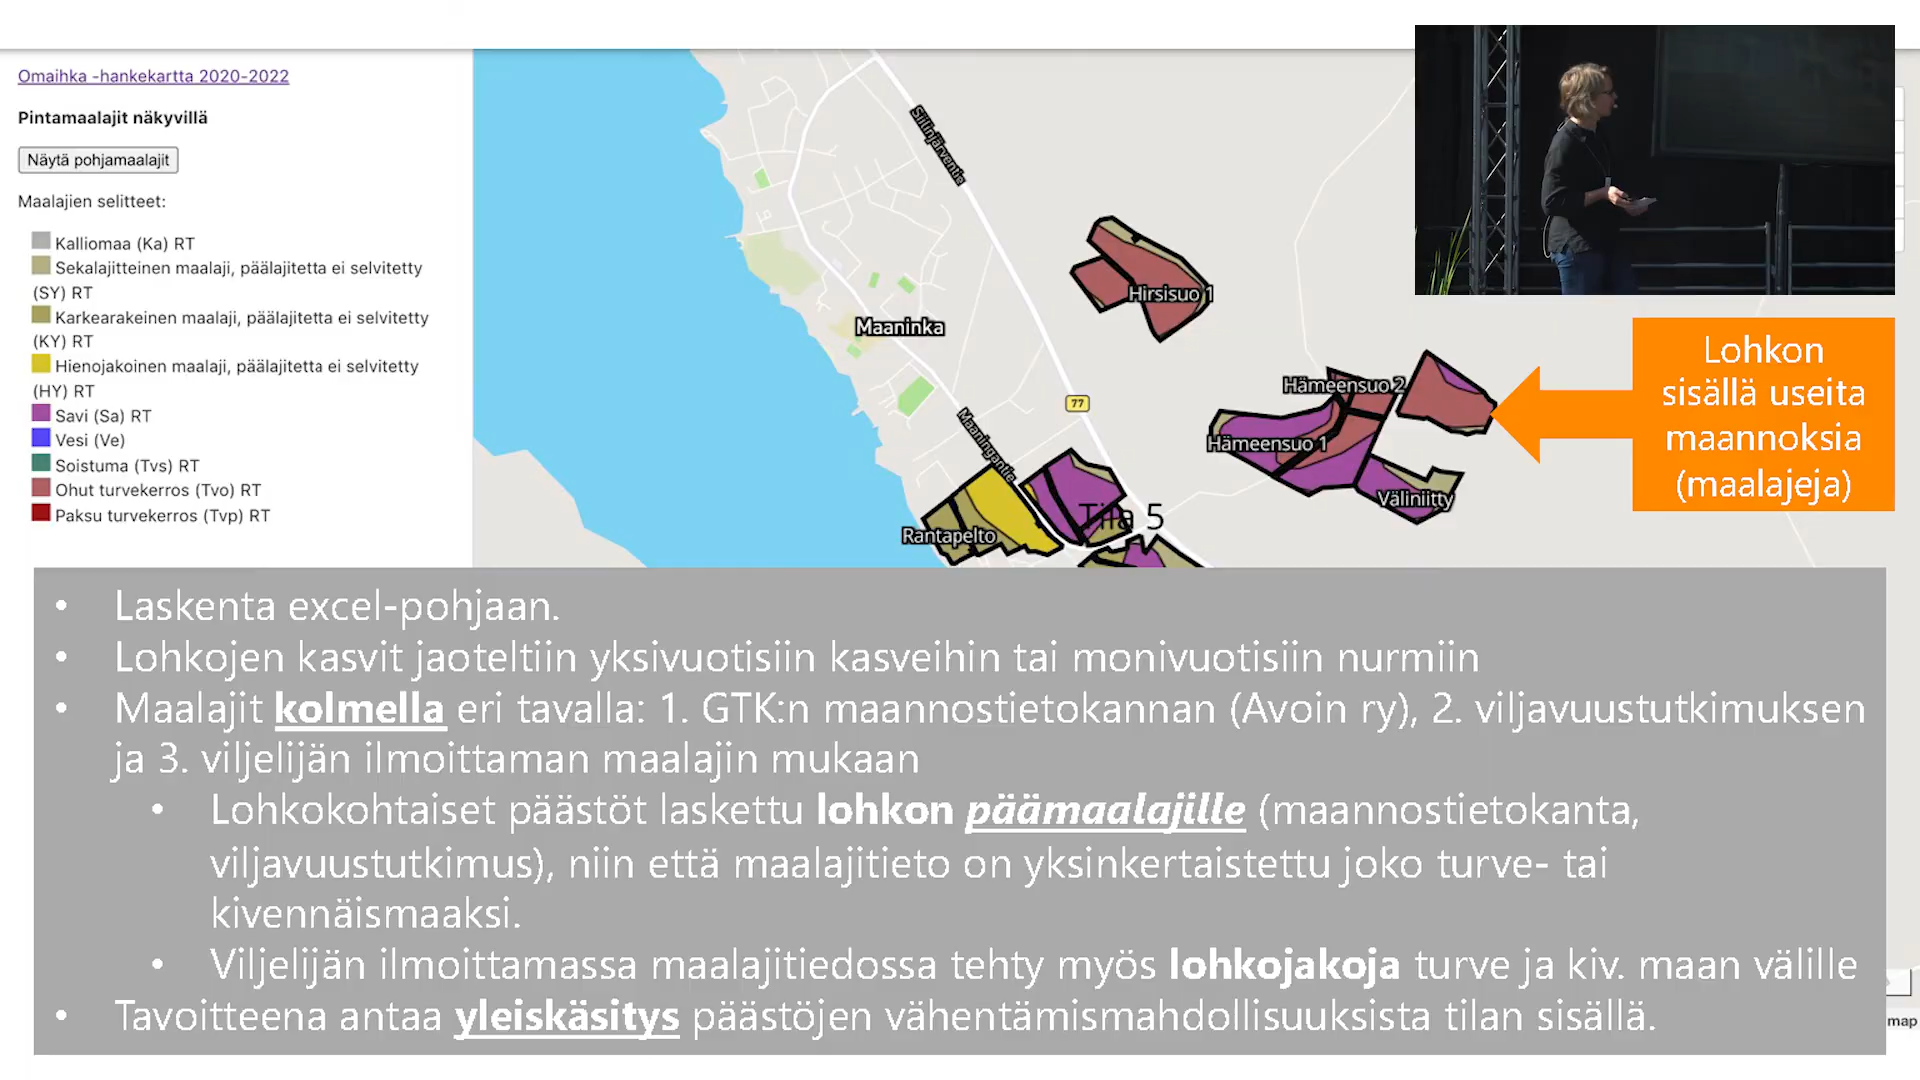 Omaihka -hankekartta 2020-2022
Pintamaalajit näkyvillä
Näytä pohjamaalajit
Maalajien selitteet:
Kalliomaa (Ka) RT
Sekalajitteinen maalaji, päälajitetta ei selvitetty
(SY) RT
Karkearakeinen maalaji, päälajitetta ei selvitetty
(KY) RT
Hienojakoinen maalaji, päälajitetta ei selvitetty
(HY) RT
Savi (Sa) RT
Vesi (Ve)
Soistuma (Tvs) RT
Ohut turvekerros (Tvo) RT
Paksu turvekerros (Tvp) RT
Siilinjärventie
Hirsisuo 1
Maaninka
77
Hämeensuo 2
Hämeensuo 1
Maaningantie
Väliniitty
Tila 5
Rantapelto
Lohkon
sisällä useita
maannoksia
(maalajeja)
• Laskenta excel-pohjaan.
• Lohkojen kasvit jaoteltiin yksivuotisiin kasveihin tai monivuotisiin nurmiin
• Maalajit kolmella eri tavalla: 1. GTK:n maannostietokannan (Avoin ry), 2. viljavuustutkimuksen
ja 3. viljelijän ilmoittaman maalajin mukaan
• Lohkokohtaiset päästöt laskettu lohkon päämaalajille (maannostietokanta,
viljavuustutkimus), niin että maalajitieto on yksinkertaistettu joko turve- tai
kivennäismaaksi.
• Viljelijän ilmoittamassa maalajitiedossa tehty myös lohkojakoja turve ja kiv. maan välille
• Tavoitteena antaa yleiskäsitys päästöjen vähentämismahdollisuuksista tilan sisällä.
map